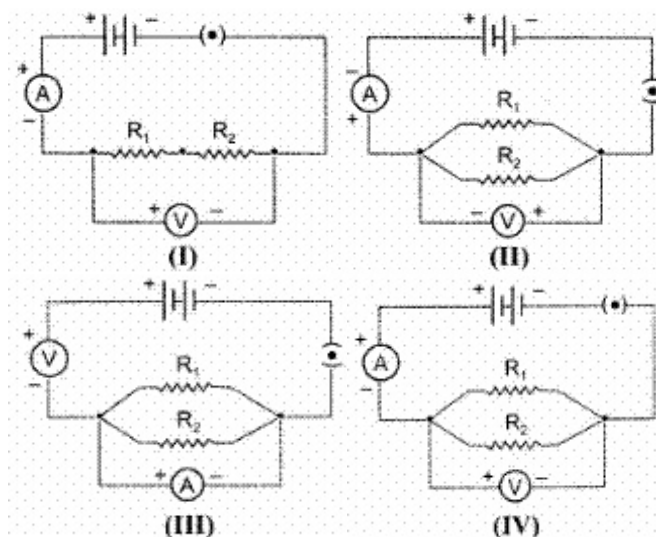 + − (•) + −
+ A − − A +
R₁ R₂ R₁
R₂
+ V − − V +
(I) (II)
+ − + − (•)
+ V − + A −
R₁ R₁
R₂ R₂
+ A − + V −
(III) (IV)